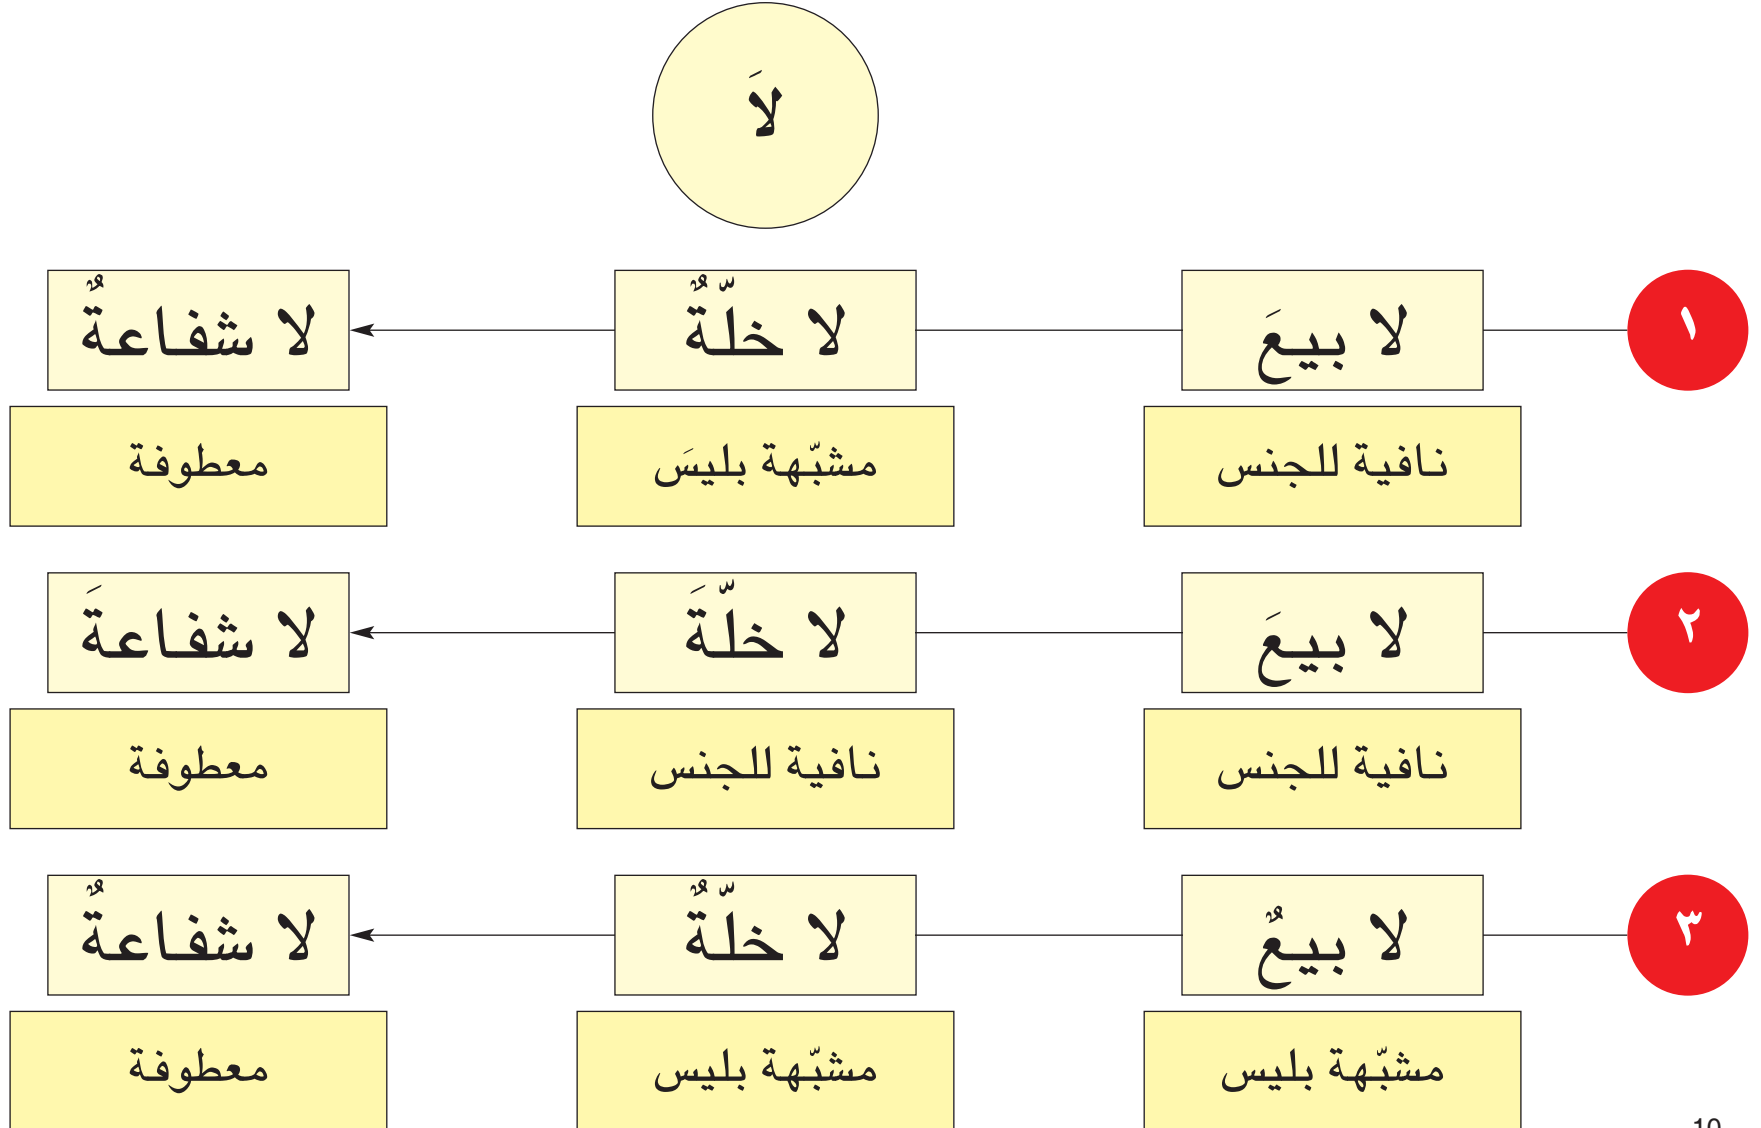 لاَ
١ لا بيعَ لا خلّةٌ لا شفاعةٌ
نافية للجنس مشبّهة بليسَ معطوفة
٢ لا بيعَ لا خلّةَ لا شفاعةَ
نافية للجنس نافية للجنس معطوفة
٣ لا بيعٌ لا خلّةٌ لا شفاعةٌ
مشبّهة بليس مشبّهة بليس معطوفة
10